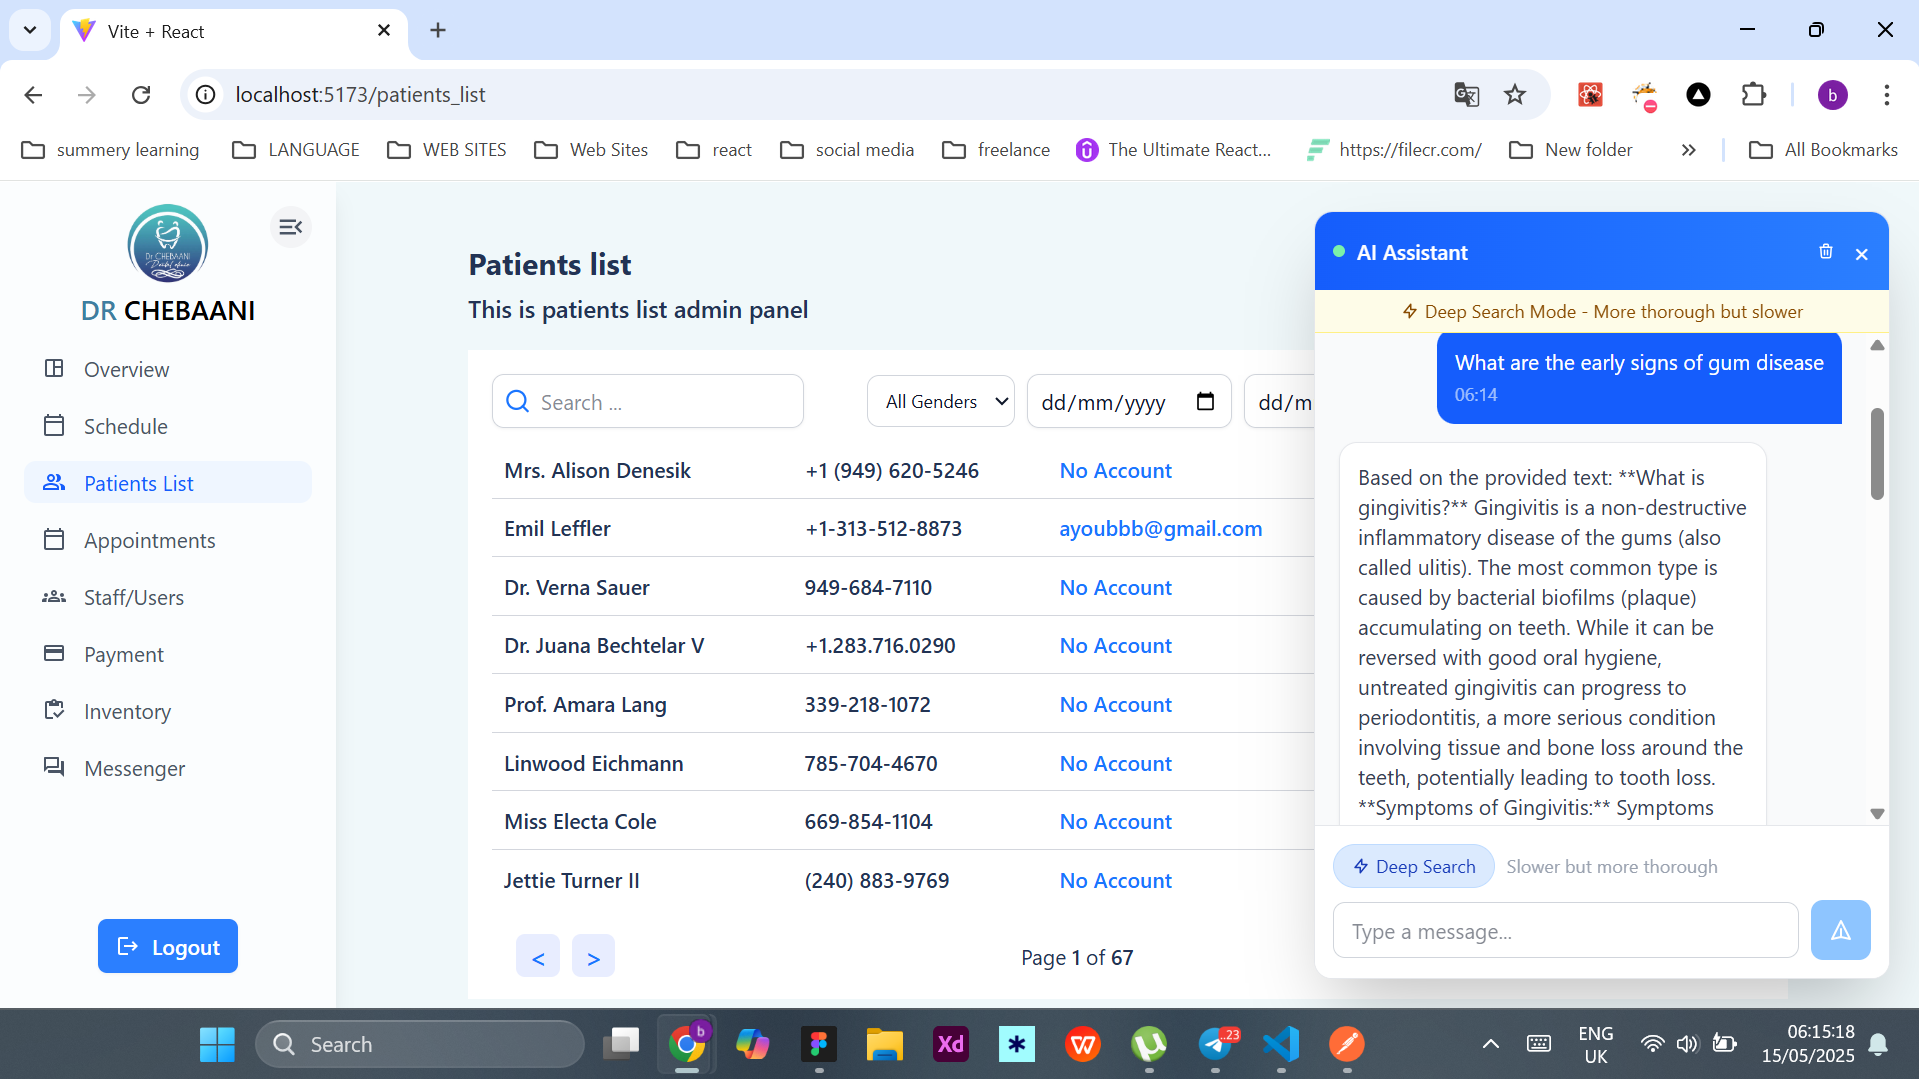 Vite + React
localhost:5173/patients_list
b
summery learning
LANGUAGE
WEB SITES
Web Sites
react
social media
freelance
The Ultimate React...
https://filecr.com/
New folder
All Bookmarks
Dr. CHEBAANI
Dental clinic
DR CHEBAANI
Overview
Schedule
Patients List
Appointments
Staff/Users
Payment
Inventory
Messenger
Logout
Patients list
This is patients list admin panel
Search ...
All Genders
dd/mm/yyyy
dd/m
Mrs. Alison Denesik +1 (949) 620-5246 No Account
Emil Leffler +1-313-512-8873 ayoubbb@gmail.com
Dr. Verna Sauer 949-684-7110 No Account
Dr. Juana Bechtelar V +1.283.716.0290 No Account
Prof. Amara Lang 339-218-1072 No Account
Linwood Eichmann 785-704-4670 No Account
Miss Electa Cole 669-854-1104 No Account
Jettie Turner II (240) 883-9769 No Account
< >
Page 1 of 67
AI Assistant
Deep Search Mode - More thorough but slower
What are the early signs of gum disease
06:14
Based on the provided text: **What is
gingivitis?** Gingivitis is a non-destructive
inflammatory disease of the gums (also
called ulitis). The most common type is
caused by bacterial biofilms (plaque)
accumulating on teeth. While it can be
reversed with good oral hygiene,
untreated gingivitis can progress to
periodontitis, a more serious condition
involving tissue and bone loss around the
teeth, potentially leading to tooth loss.
**Symptoms of Gingivitis:** Symptoms
Deep Search
Slower but more thorough
Type a message...
Search
b
Xd
..23
ENG
UK
06:15:18
15/05/2025